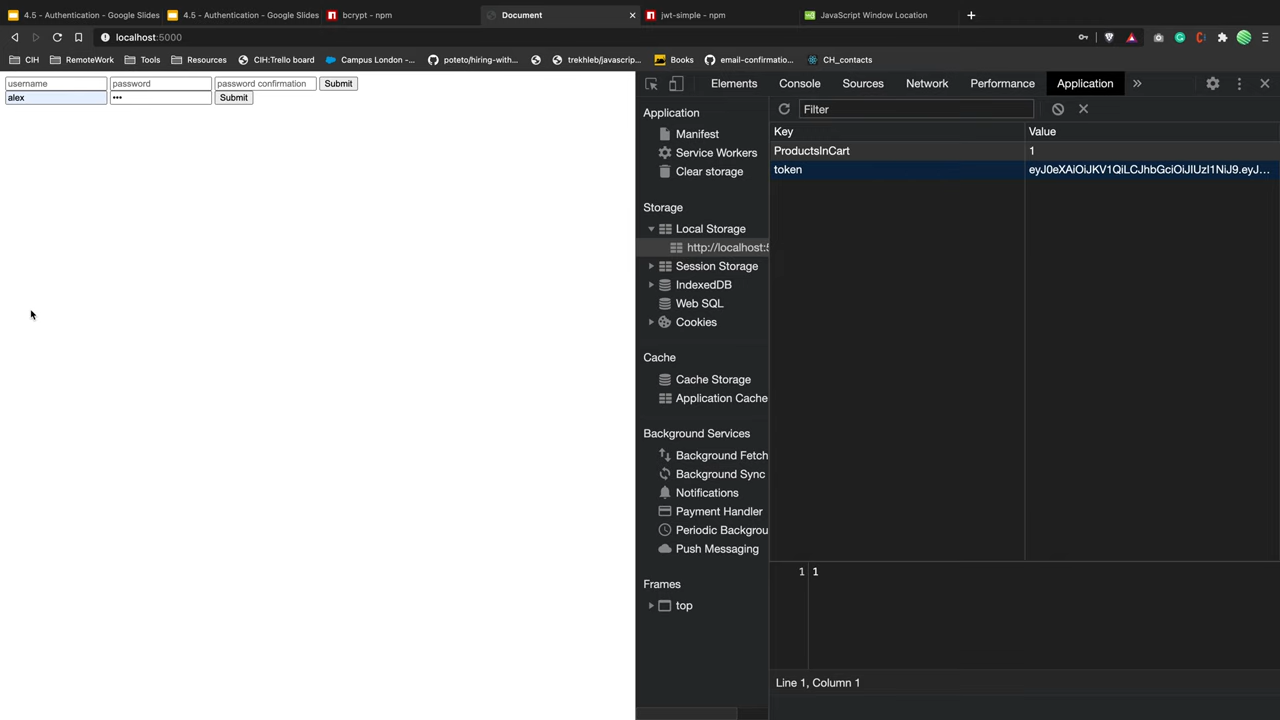 4.5 - Authentication - Google Slides
4.5 - Authentication - Google Slides
bcrypt - npm
Document
jwt-simple - npm
JavaScript Window Location
localhost:5000
CIH
RemoteWork
Tools
Resources
CIH:Trello board
Campus London -...
poteto/hiring-with...
trekhleb/javascrip...
Books
email-confirmatio...
CH_contacts
username password password confirmation Submit
alex ••• Submit
Elements Console Sources Network Performance Application
Application
Manifest
Service Workers
Clear storage
Storage
Local Storage
http://localhost:5
Session Storage
IndexedDB
Web SQL
Cookies
Cache
Cache Storage
Application Cache
Background Services
Background Fetch
Background Sync
Notifications
Payment Handler
Periodic Backgrou
Push Messaging
Frames
top
Filter
Key Value
ProductsInCart 1
token eyJ0eXAiOiJKV1QiLCJhbGciOiJIUzI1NiJ9.eyJ...
1 1
Line 1, Column 1